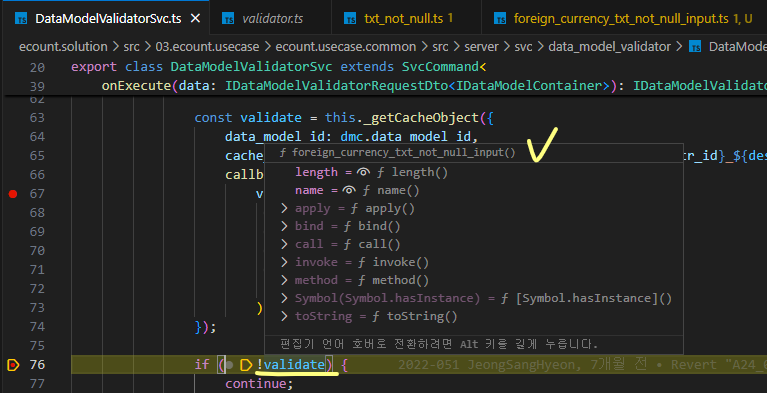 DataModelValidatorSvc.ts validator.ts txt_not_null.ts 1 foreign_currency_txt_not_null_input.ts 1, U
ecount.solution > src > 03.ecount.usecase > ecount.usecase.common > src > server > svc > data_model_validator > DataMode
20 export class DataModelValidatorSvc extends SvcCommand<
39 onExecute(data: IDataModelValidatorRequestDto<IDataModelContainer>): IDataModelValidato
62
63 const validate = this._getCacheObject({
64 data_model_id: dmc.data_model_id,
65 cache tr_id}_${des
66 callb
67 v
68
69
70
71
72
73 )
74 });
75
76 if ( !validate) { 2022-051 JeongSangHyeon, 7개월 전 • Revert "A24_0
77 continue;
ƒ foreign_currency_txt_not_null_input()
length = ƒ length()
name = ƒ name()
> apply = ƒ apply()
> bind = ƒ bind()
> call = ƒ call()
> invoke = ƒ invoke()
> method = ƒ method()
> Symbol(Symbol.hasInstance) = ƒ [Symbol.hasInstance]()
> toString = ƒ toString()
편집기 언어 호버로 전환하려면 Alt 키를 길게 누릅니다.